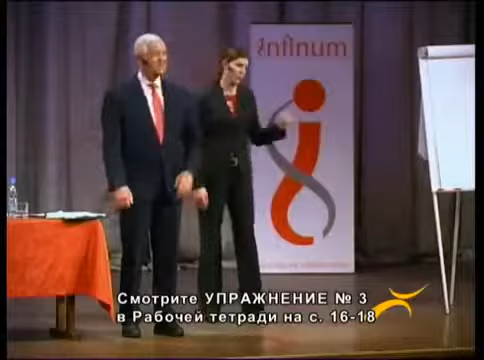 infinum
Смотрите УПРАЖНЕНИЕ № 3
в Рабочей тетради на с. 16-18